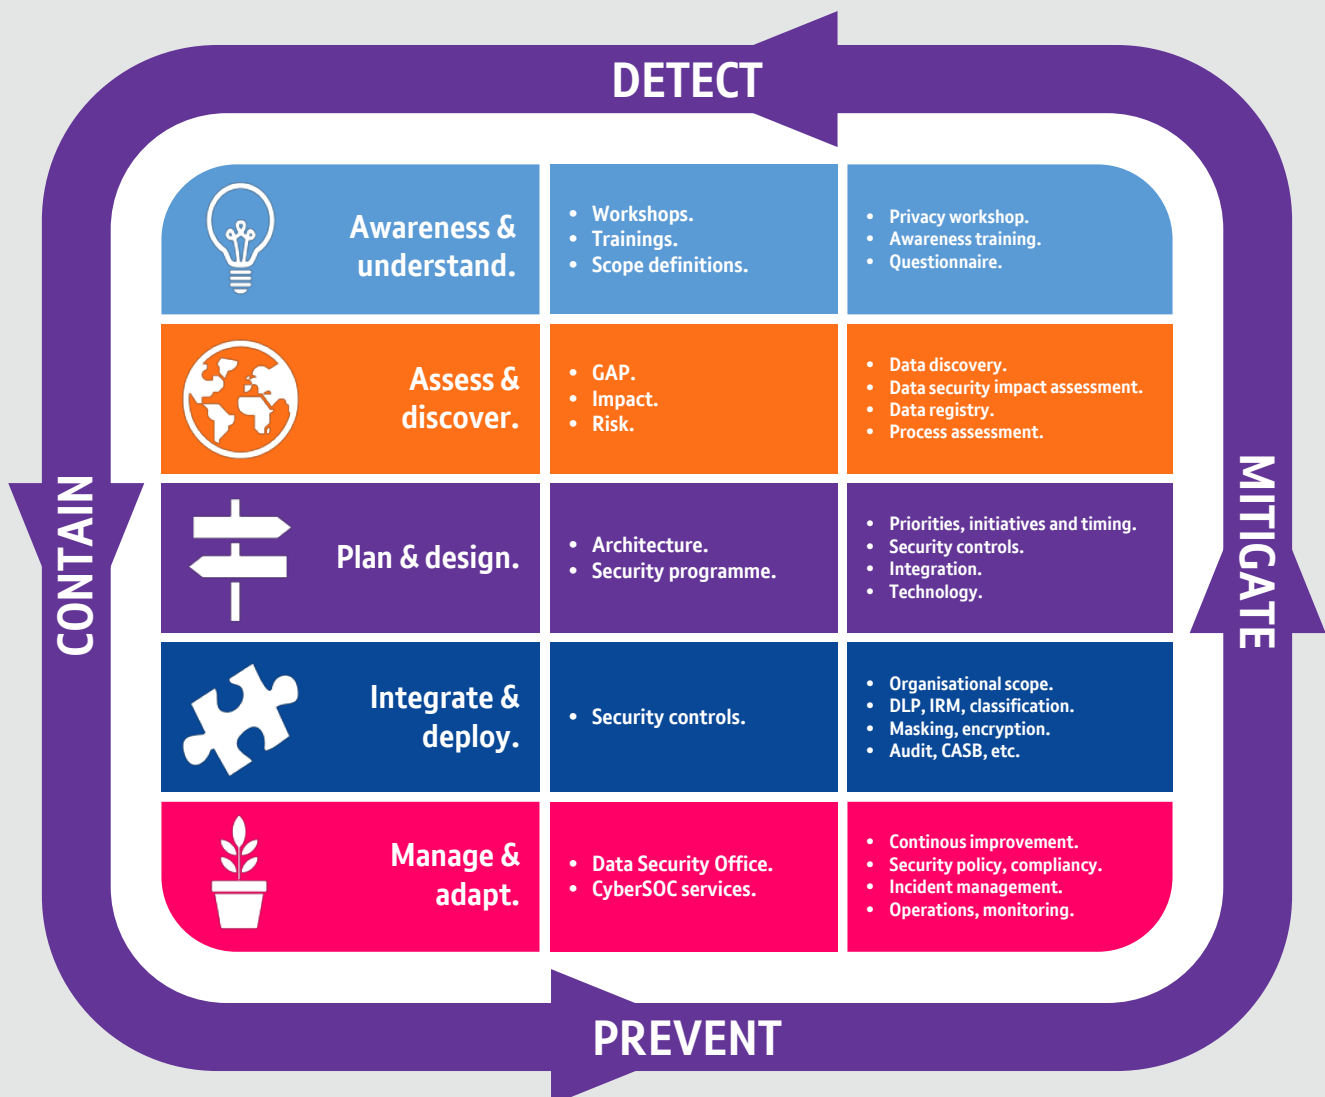 DETECT
Awareness &
understand.
• Workshops.
• Trainings.
• Scope definitions.
• Privacy workshop.
• Awareness training.
• Questionnaire.
Assess &
discover.
• GAP.
• Impact.
• Risk.
• Data discovery.
• Data security impact assessment.
• Data registry.
• Process assessment.
CONTAIN
MITIGATE
Plan & design.
• Architecture.
• Security programme.
• Priorities, initiatives and timing.
• Security controls.
• Integration.
• Technology.
Integrate &
deploy.
• Security controls.
• Organisational scope.
• DLP, IRM, classification.
• Masking, encryption.
• Audit, CASB, etc.
Manage &
adapt.
• Data Security Office.
• CyberSOC services.
• Continous improvement.
• Security policy, compliancy.
• Incident management.
• Operations, monitoring.
PREVENT